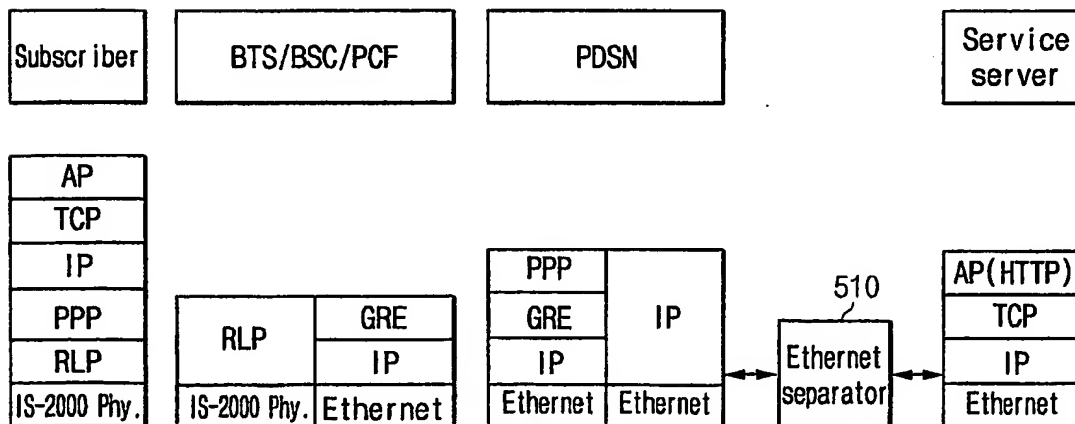 Subscriber
BTS/BSC/PCF
PDSN
Service
server
AP
TCP
IP
PPP
RLP
IS-2000 Phy.
RLP
GRE
IP
IS-2000 Phy.
Ethernet
PPP
GRE
IP
Ethernet
IP
Ethernet
510
Ethernet
separator
AP(HTTP)
TCP
IP
Ethernet